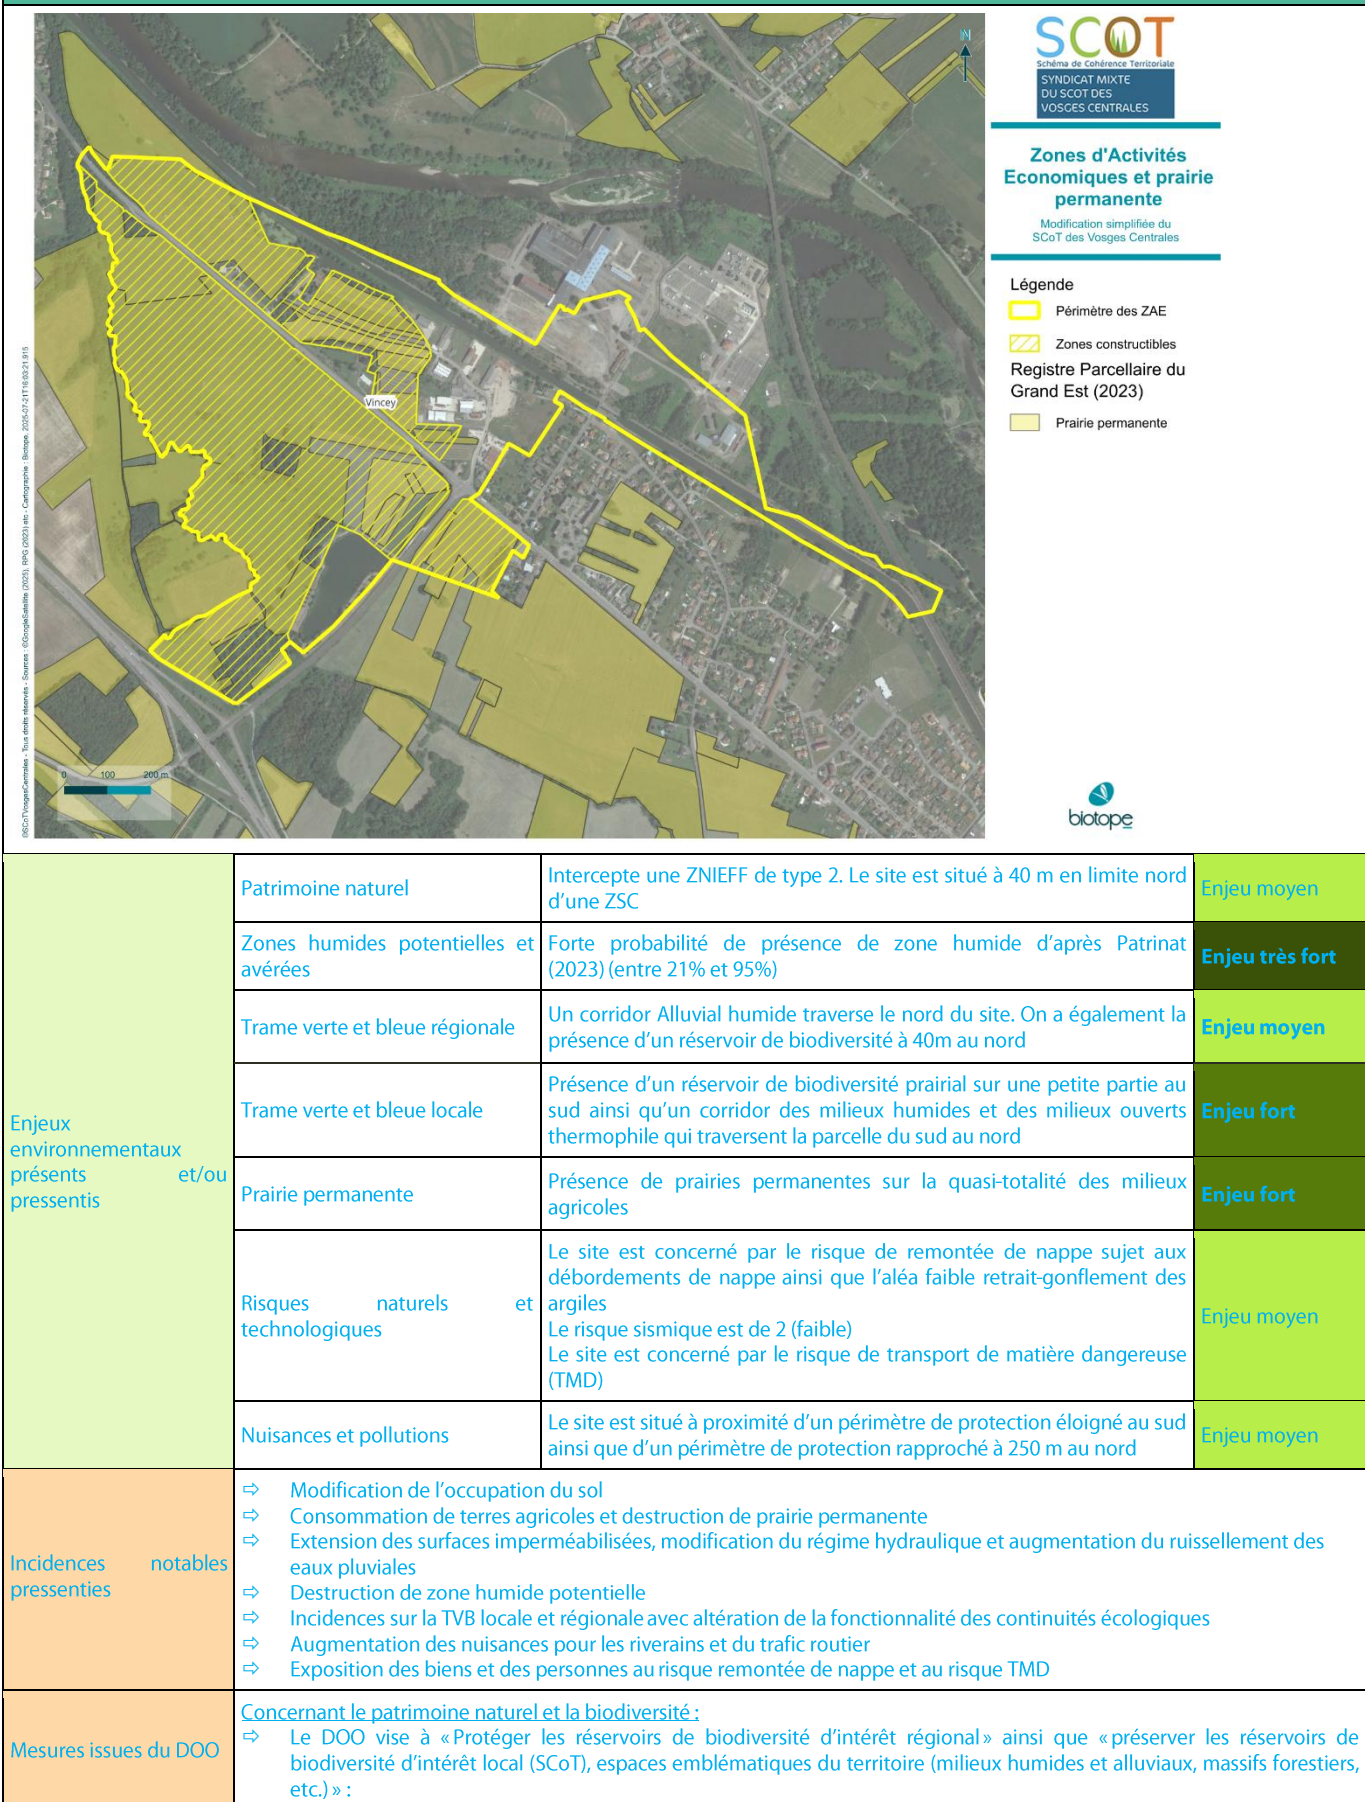 N
Vincey
0 100 200 m
©SCoTVosgesCentrales - Tous droits réservés - Sources : ©GoogleSatellite (2025), RPG (2023) etc - Cartographie : Biotope, 2025-07-21T16:03:21.915
SCOT
Schéma de Cohérence Territoriale
SYNDICAT MIXTE
DU SCOT DES
VOSGES CENTRALES
Zones d'Activités
Economiques et prairie
permanente
Modification simplifiée du
SCoT des Vosges Centrales
Légende
Périmètre des ZAE
Zones constructibles
Registre Parcellaire du
Grand Est (2023)
Prairie permanente
biotope
Enjeux
environnementaux
présents et/ou
pressentis
Patrimoine naturel
Intercepte une ZNIEFF de type 2. Le site est situé à 40 m en limite nord
d'une ZSC
Enjeu moyen
Zones humides potentielles et
avérées
Forte probabilité de présence de zone humide d'après Patrinat
(2023) (entre 21% et 95%)
Enjeu très fort
Trame verte et bleue régionale
Un corridor Alluvial humide traverse le nord du site. On a également la
présence d'un réservoir de biodiversité à 40m au nord
Enjeu moyen
Trame verte et bleue locale
Présence d'un réservoir de biodiversité prairial sur une petite partie au
sud ainsi qu'un corridor des milieux humides et des milieux ouverts
thermophile qui traversent la parcelle du sud au nord
Enjeu fort
Prairie permanente
Présence de prairies permanentes sur la quasi-totalité des milieux
agricoles
Enjeu fort
Risques naturels et
technologiques
Le site est concerné par le risque de remontée de nappe sujet aux
débordements de nappe ainsi que l'aléa faible retrait-gonflement des
argiles
Le risque sismique est de 2 (faible)
Le site est concerné par le risque de transport de matière dangereuse
(TMD)
Enjeu moyen
Nuisances et pollutions
Le site est situé à proximité d'un périmètre de protection éloigné au sud
ainsi que d'un périmètre de protection rapproché à 250 m au nord
Enjeu moyen
Incidences notables
pressenties
⇨ Modification de l'occupation du sol
⇨ Consommation de terres agricoles et destruction de prairie permanente
⇨ Extension des surfaces imperméabilisées, modification du régime hydraulique et augmentation du ruissellement des
eaux pluviales
⇨ Destruction de zone humide potentielle
⇨ Incidences sur la TVB locale et régionale avec altération de la fonctionnalité des continuités écologiques
⇨ Augmentation des nuisances pour les riverains et du trafic routier
⇨ Exposition des biens et des personnes au risque remontée de nappe et au risque TMD
Mesures issues du DOO
Concernant le patrimoine naturel et la biodiversité :
⇨ Le DOO vise à « Protéger les réservoirs de biodiversité d'intérêt régional » ainsi que « préserver les réservoirs de
biodiversité d'intérêt local (SCoT), espaces emblématiques du territoire (milieux humides et alluviaux, massifs forestiers,
etc.) » :